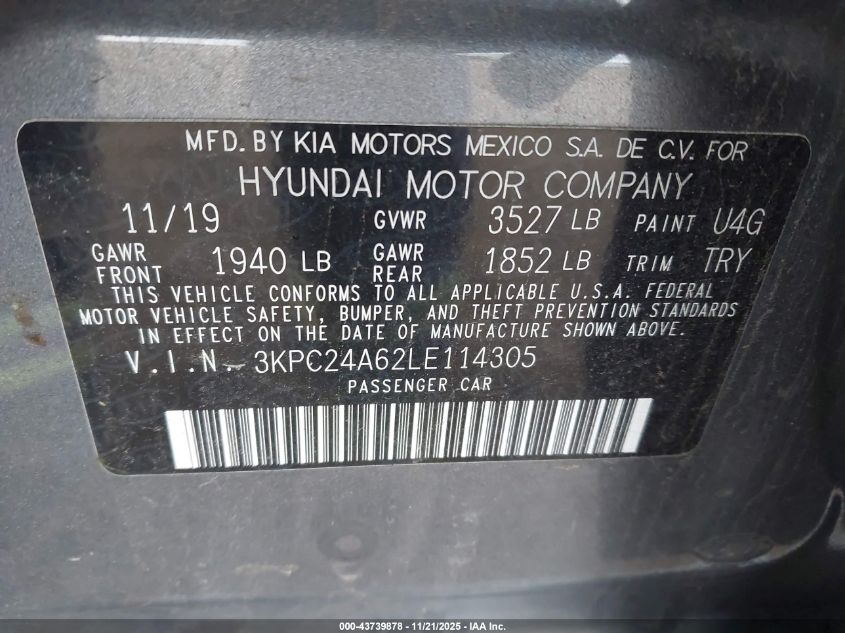 MFD. BY KIA MOTORS MEXICO S.A. DE C.V. FOR
HYUNDAI MOTOR COMPANY
11/19 GVWR 3527 LB PAINT U4G
GAWR FRONT 1940 LB GAWR REAR 1852 LB TRIM TRY
THIS VEHICLE CONFORMS TO ALL APPLICABLE U.S.A. FEDERAL
MOTOR VEHICLE SAFETY, BUMPER, AND THEFT PREVENTION STANDARDS
IN EFFECT ON THE DATE OF MANUFACTURE SHOWN ABOVE.
V.I.N. 3KPC24A62LE114305
PASSENGER CAR
000-43739878 - 11/21/2025 - IAA Inc.